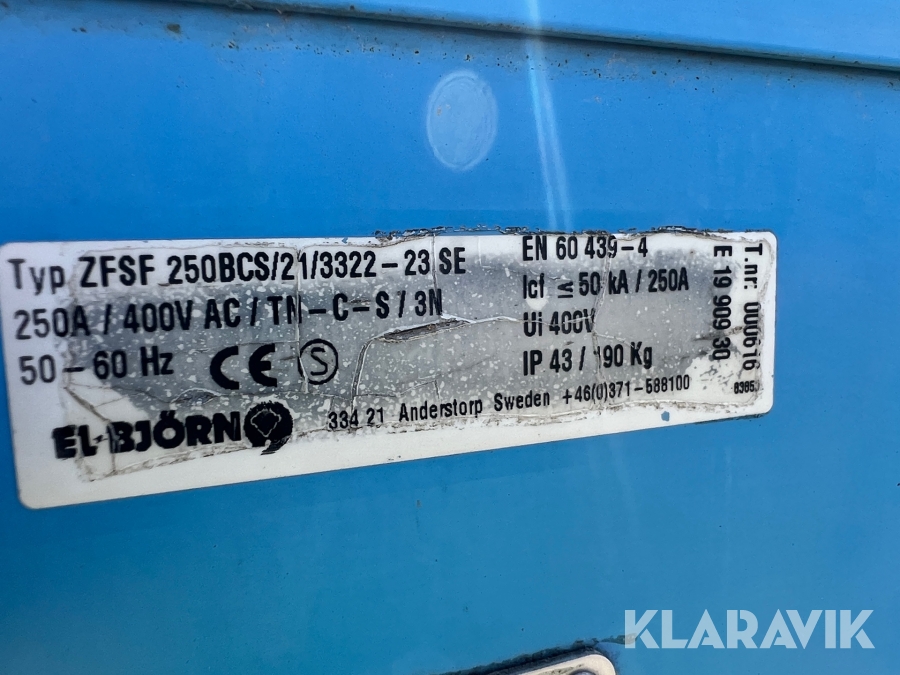 Typ ZFSF 250BCS/21/3322-23 SE
250A / 400V AC / TN-C-S / 3N
50-60 Hz CE S
EL-BJÖRN
EN 60 439-4
Icf ≤ 50 kA / 250A
Ui 400V
IP 43 / 190 Kg
334 21 Anderstorp Sweden +46(0)371-588100
T.nr: 000616
E 19 909 30
KLARAVIK